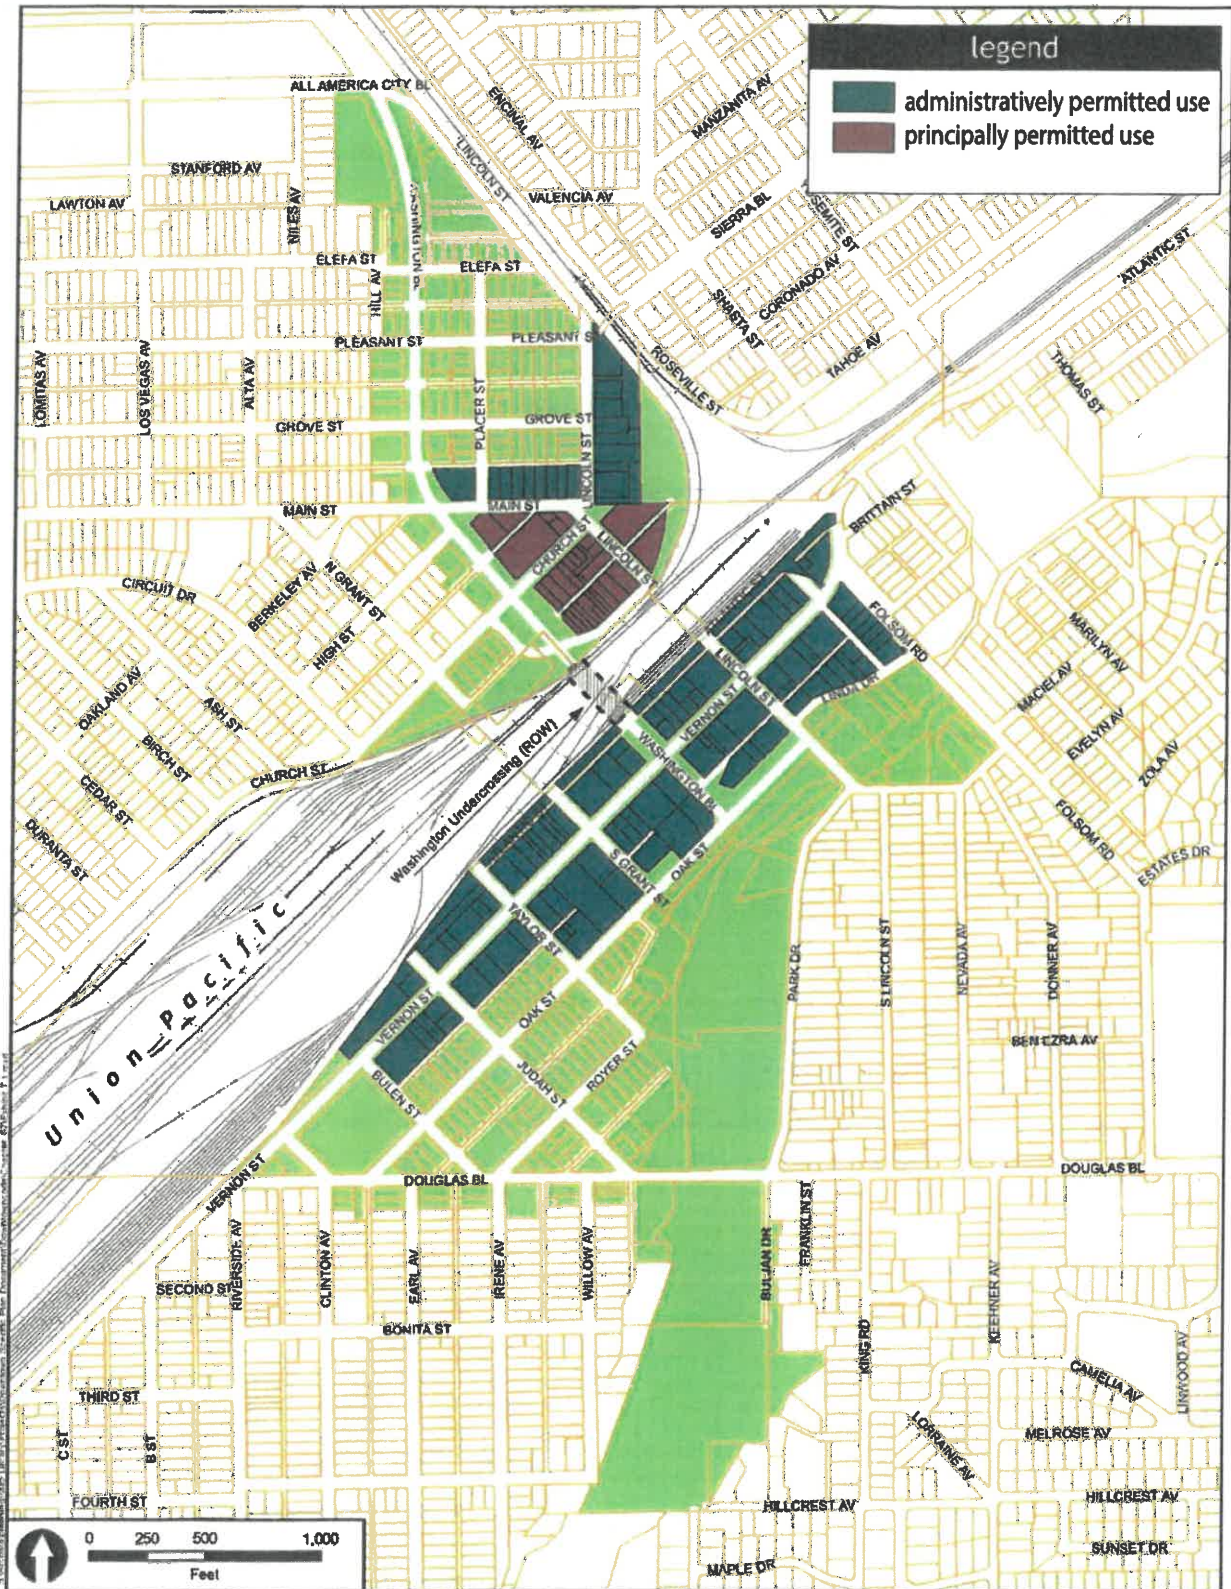 legend
administratively permitted use
principally permitted use
ALL AMERICA CITY BL
ENCINAL AV
MANZANITA AV
LINCOLN ST
STANFORD AV
LAWTON AV
NILES AV
VALENCIA AV
SIERRA BL
ATLANTIC ST
ELEFA ST
ELEFA ST
HILL AV
CORONADO AV
SHASTA ST
PLEASANT ST
PLEASANT S
ROSEVILLE ST
TAHOE AV
THOMAS ST
LOMITAS AV
LOS VEGAS AV
ALTA AV
PLACER ST
GROVE ST
GROVE ST
MAIN ST
MAIN ST
BRITTAIN ST
CHURCH ST
LINCOLN ST
CIRCUIT DR
BERKELEY AV
N GRANT ST
HIGH ST
FOLSOM RD
MARILYN AV
MACIEL AV
OAKLAND AV
ASH ST
BIRCH ST
CEDAR ST
DURANTA ST
CHURCH ST
LINCOLN ST
VERNON ST
LINDA DR
EVELYN AV
ZOLA AV
Washington Undercrossing (ROW)
WASHINGTON BL
FOLSOM RD
ESTATES DR
S GRANT ST
OAK ST
TAYLOR ST
Union Pacific
PARK DR
S LINCOLN ST
NEVADA AV
DONNER AV
VERNON ST
OAK ST
BEN EZRA AV
BULEN ST
JUDAH ST
ROYER ST
VERNON ST
DOUGLAS BL
DOUGLAS BL
RIVERSIDE AV
CLINTON AV
EARL AV
IRENE AV
WILLOW AV
BULJAN DR
FRANKLIN ST
SECOND ST
BONITA ST
KING RD
KEEHNER AV
CAMELIA AV
LINWOOD AV
THIRD ST
C ST
B ST
LORRAINE AV
MELROSE AV
FOURTH ST
HILLCREST AV
HILLCREST AV
SUNSET DR
MAPLE DR
0 250 500 1,000
Feet